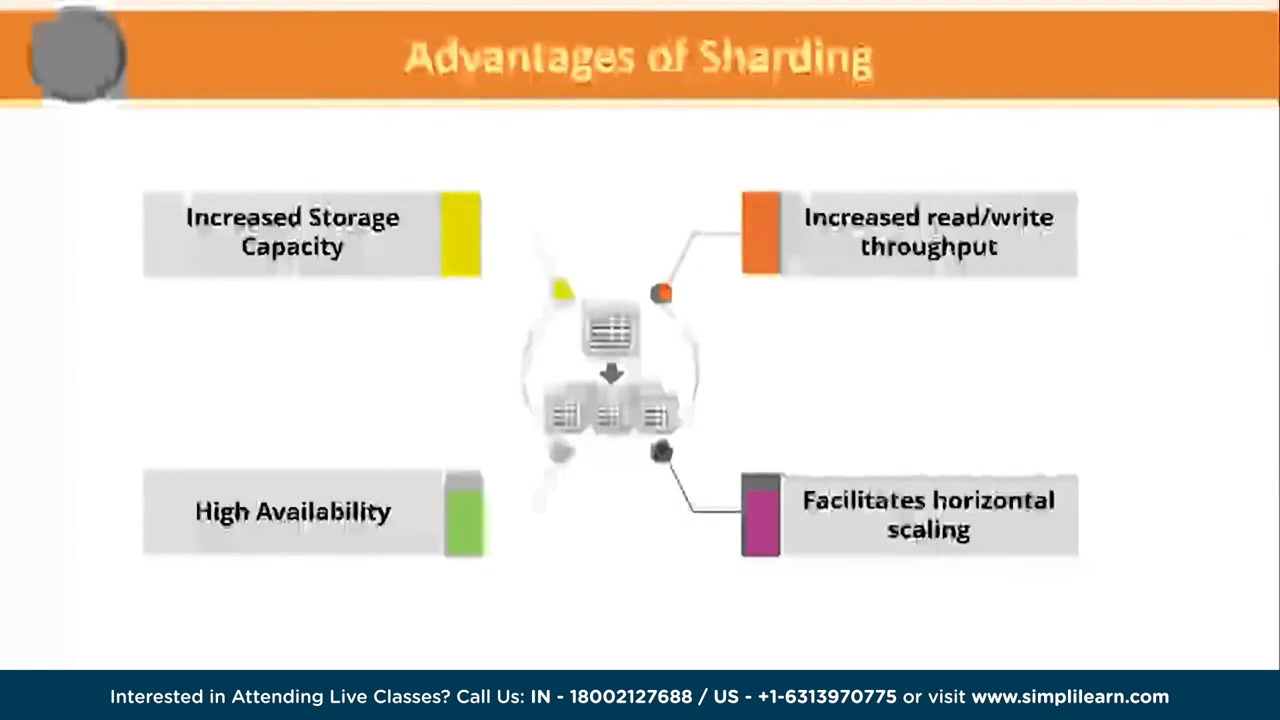 Advantages of Sharding
Increased Storage
Capacity
Increased read/write
throughput
High Availability
Facilitates horizontal
scaling
Interested in Attending Live Classes? Call Us: IN - 18002127688 / US - +1-6313970775 or visit www.simplilearn.com